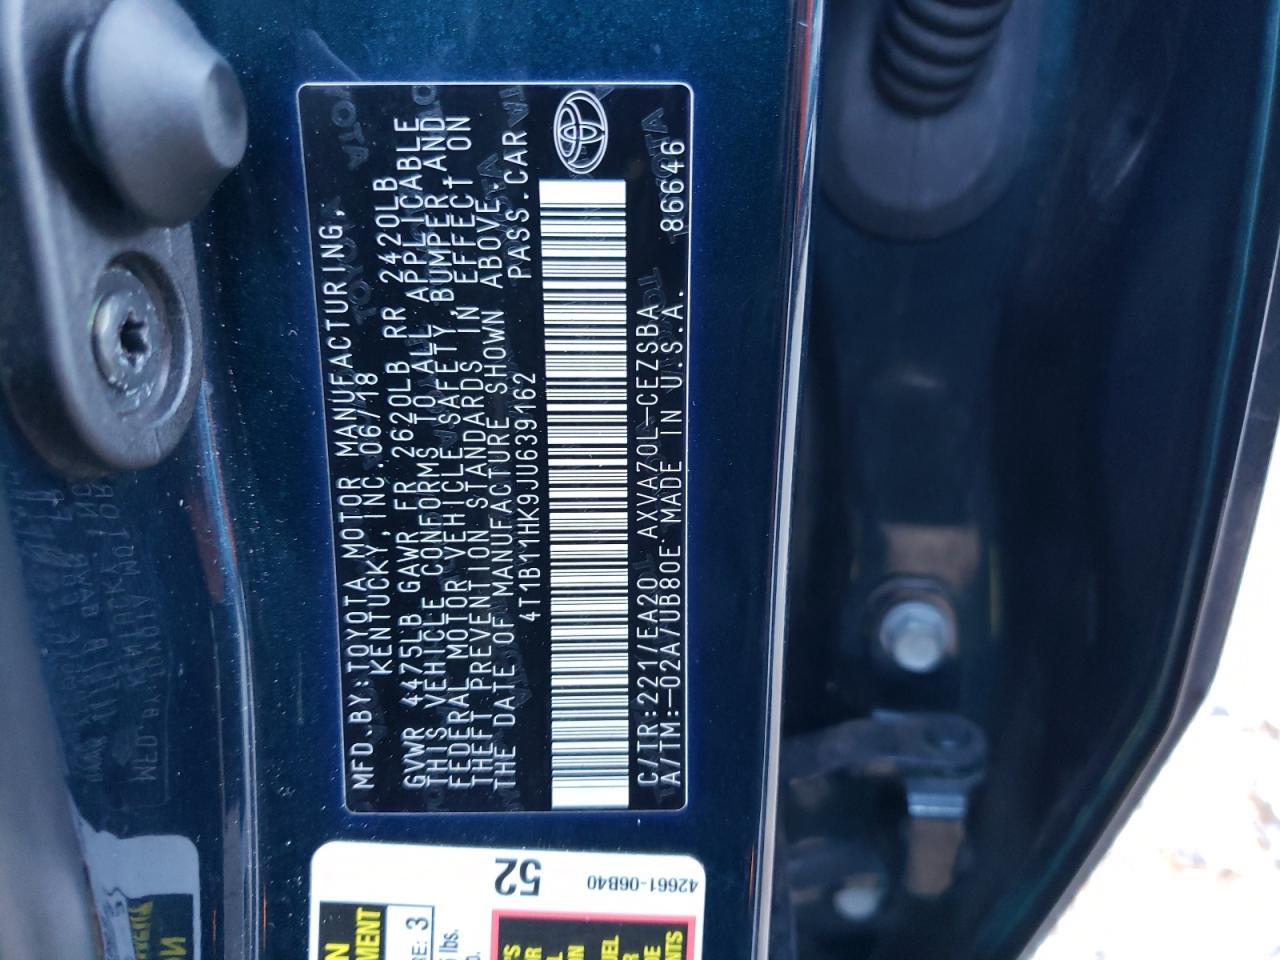 MFD.BY:TOYOTA MOTOR MANUFACTURING,
KENTUCKY,INC.06/18
GVWR 4475LB GAWR FR 2620LB RR 2420LB
THIS VEHICLE CONFORMS TO ALL APPLICABLE
FEDERAL MOTOR VEHICLE SAFETY,BUMPER,AND
THEFT PREVENTION STANDARDS IN EFFECT ON
THE DATE OF MANUFACTURE SHOWN ABOVE.
4T1B11HK9JU639162 PASS.CAR
C/TR:221/EA20 AXVA70L-CEZSBA 86646
A/TM:-02A/UB80E MADE IN U.S.A.
52
42661-06B40
3
lbs.